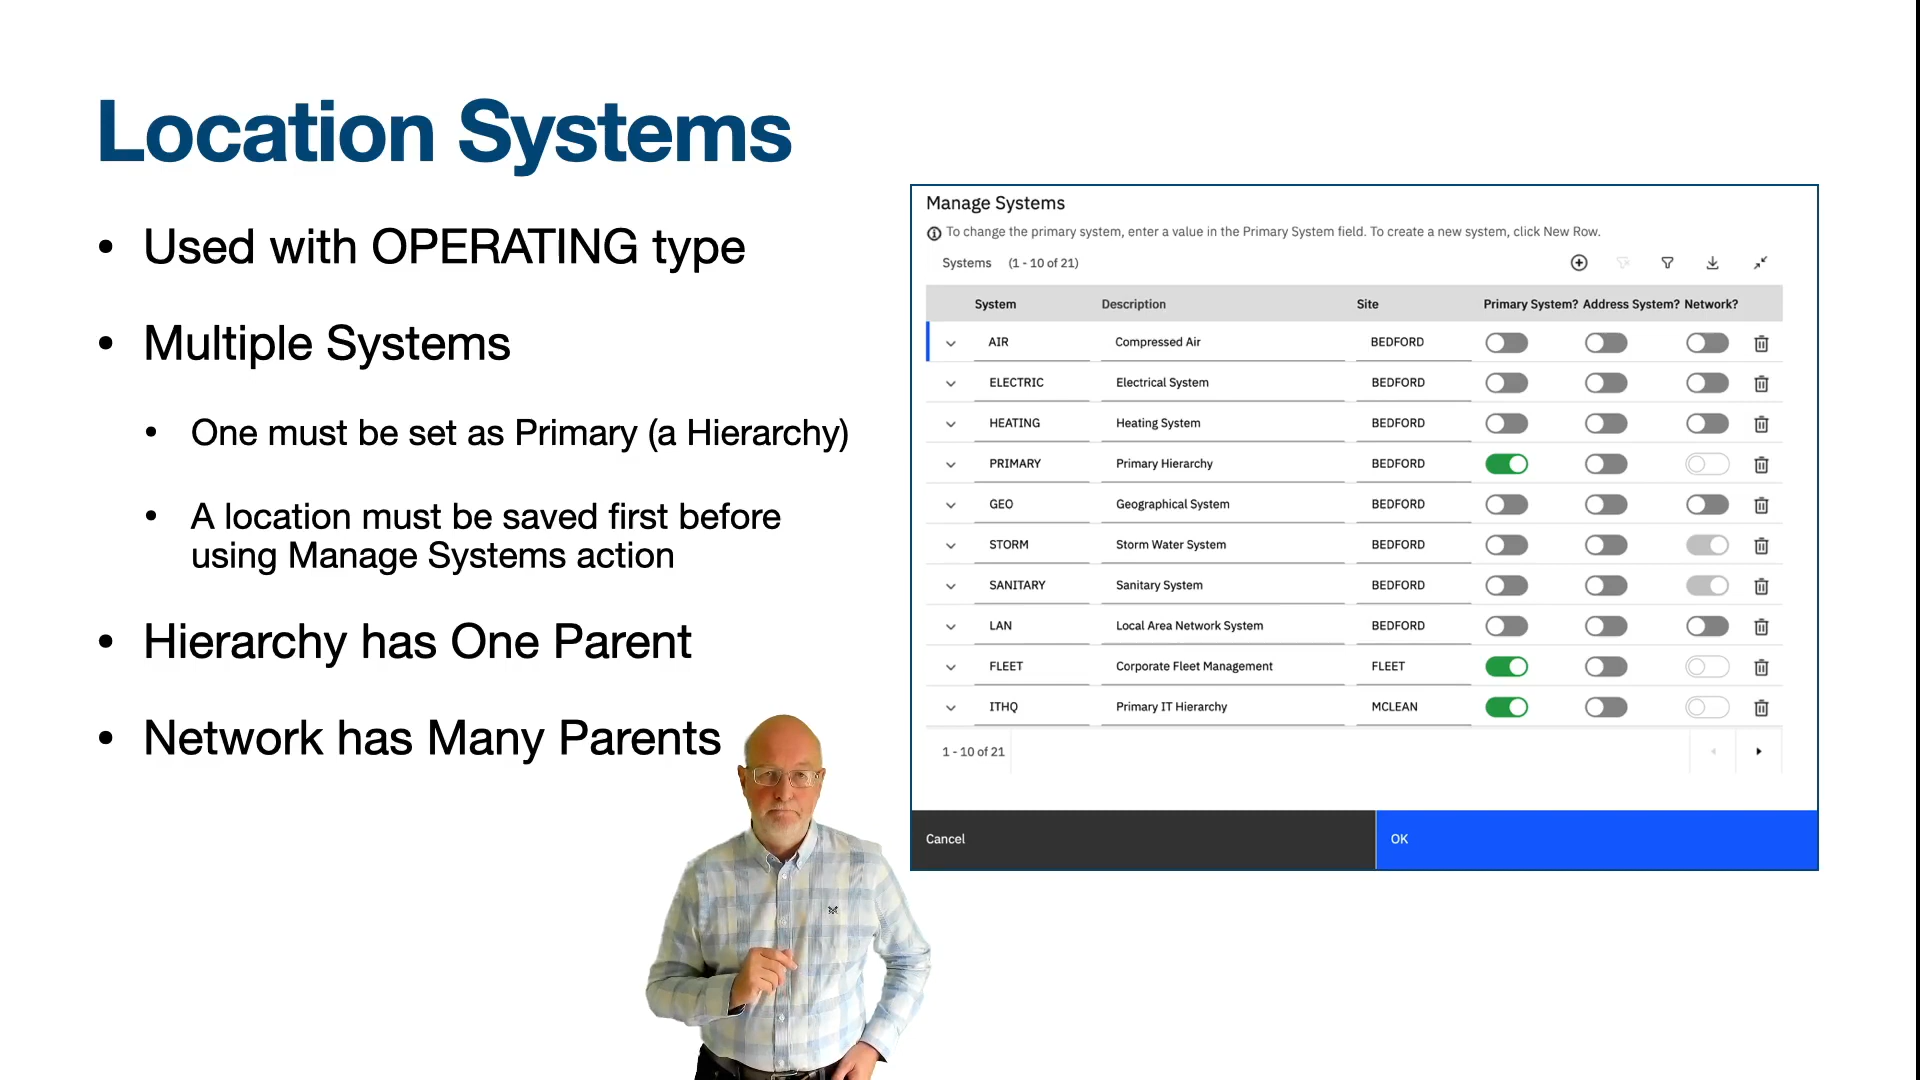 Location Systems
• Used with OPERATING type
• Multiple Systems
• One must be set as Primary (a Hierarchy)
• A location must be saved first before
using Manage Systems action
• Hierarchy has One Parent
• Network has Many Parents
Manage Systems
To change the primary system, enter a value in the Primary System field. To create a new system, click New Row.
Systems (1 - 10 of 21)
System Description Site Primary System? Address System? Network?
AIR Compressed Air BEDFORD
ELECTRIC Electrical System BEDFORD
HEATING Heating System BEDFORD
PRIMARY Primary Hierarchy BEDFORD
GEO Geographical System BEDFORD
STORM Storm Water System BEDFORD
SANITARY Sanitary System BEDFORD
LAN Local Area Network System BEDFORD
FLEET Corporate Fleet Management FLEET
ITHQ Primary IT Hierarchy MCLEAN
1 - 10 of 21
Cancel OK